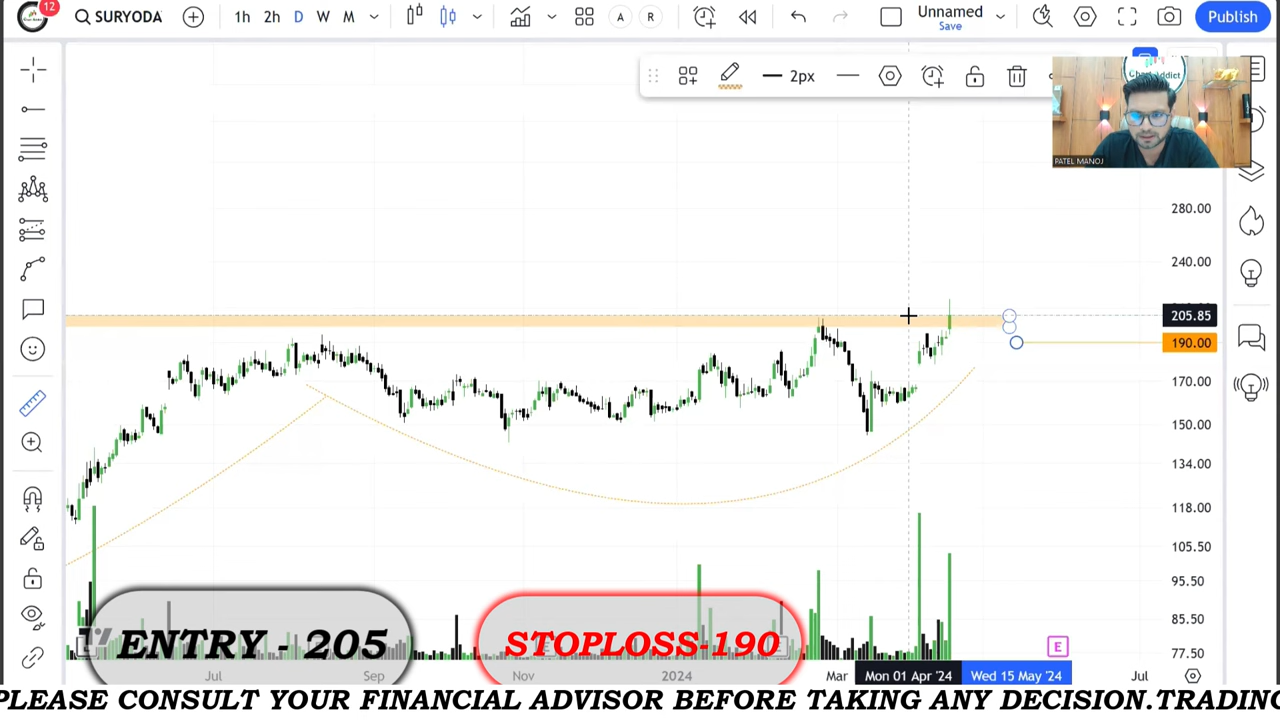 12
SURYODA
1h 2h D W M
A R
Unnamed
Save
Publish
2px
PATEL MANOJ
280.00
240.00
205.85
190.00
170.00
150.00
134.00
118.00
105.50
95.50
85.50
77.50
ENTRY - 205
STOPLOSS-190
E
Jul Sep Nov 2024 Mar Mon 01 Apr '24 Wed 15 May '24 Jul
PLEASE CONSULT YOUR FINANCIAL ADVISOR BEFORE TAKING ANY DECISION.TRADING